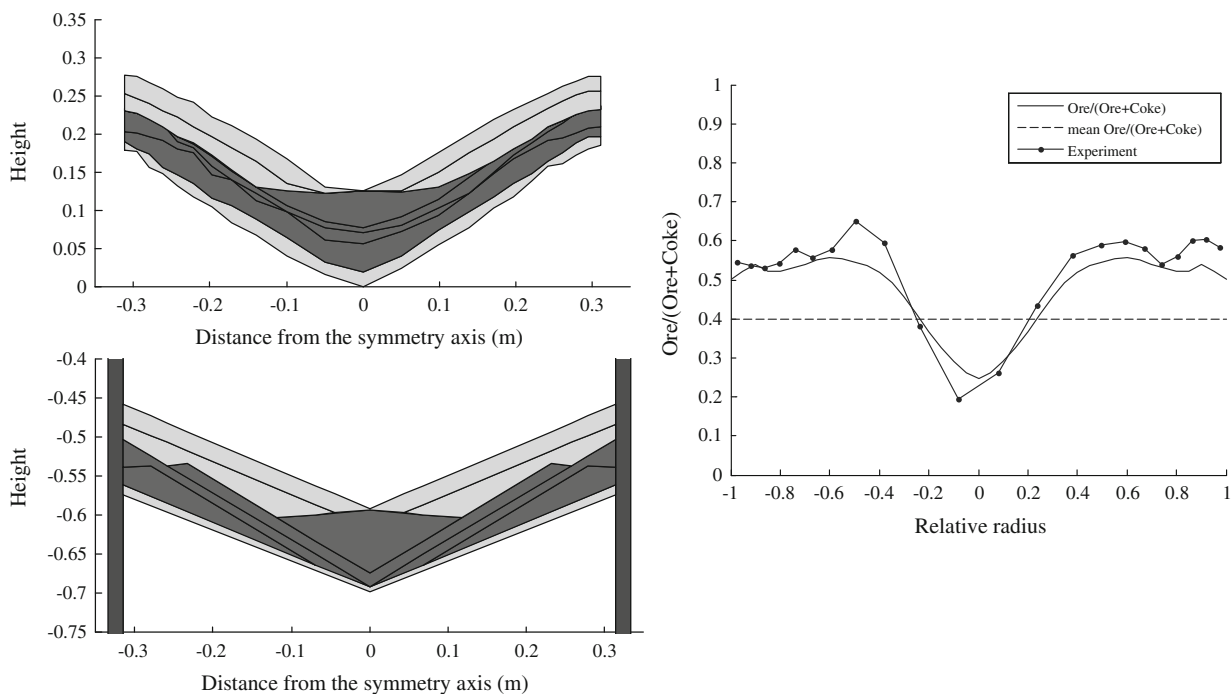 0.35
0.3
0.25
0.2
0.15
0.1
0.05
0
Height
-0.3 -0.2 -0.1 0 0.1 0.2 0.3
Distance from the symmetry axis (m)
-0.4
-0.45
-0.5
-0.55
-0.6
-0.65
-0.7
-0.75
Height
-0.3 -0.2 -0.1 0 0.1 0.2 0.3
Distance from the symmetry axis (m)
1
0.9
0.8
0.7
0.6
0.5
0.4
0.3
0.2
0.1
0
Ore/(Ore+Coke)
Ore/(Ore+Coke)
mean Ore/(Ore+Coke)
Experiment
-1 -0.8 -0.6 -0.4 -0.2 0 0.2 0.4 0.6 0.8 1
Relative radius